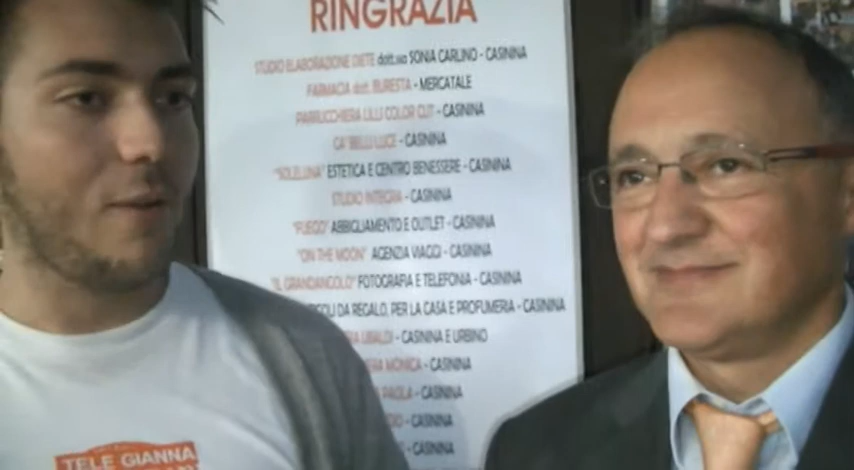 RINGRAZIA
STUDIO ELABORAZIONE DIETE dott.ssa SONIA CARLINO - CASININA
FARMACIA dott. BURESTA - MERCATALE
PARRUCCHIERA LILLI COLOR CUT - CASININA
CA' BELLI LUCE - CASININA
"SOLELUNA" ESTETICA E CENTRO BENESSERE - CASININA
STUDIO INTEGRA - CASININA
"FUEGO" ABBIGLIAMENTO E OUTLET - CASININA
"ON THE MOON" AGENZIA VIAGGI - CASININA
"IL GRANDANGOLO" FOTOGRAFIA E TELEFONIA - CASININA
DA REGALO, PER LA CASA E PROFUMERIA - CASININA
UBALDI - CASININA E URBINO
MONICA - CASININA
PAOLA - CASININA
- CASININA
- CASININA
TELE GIANNA